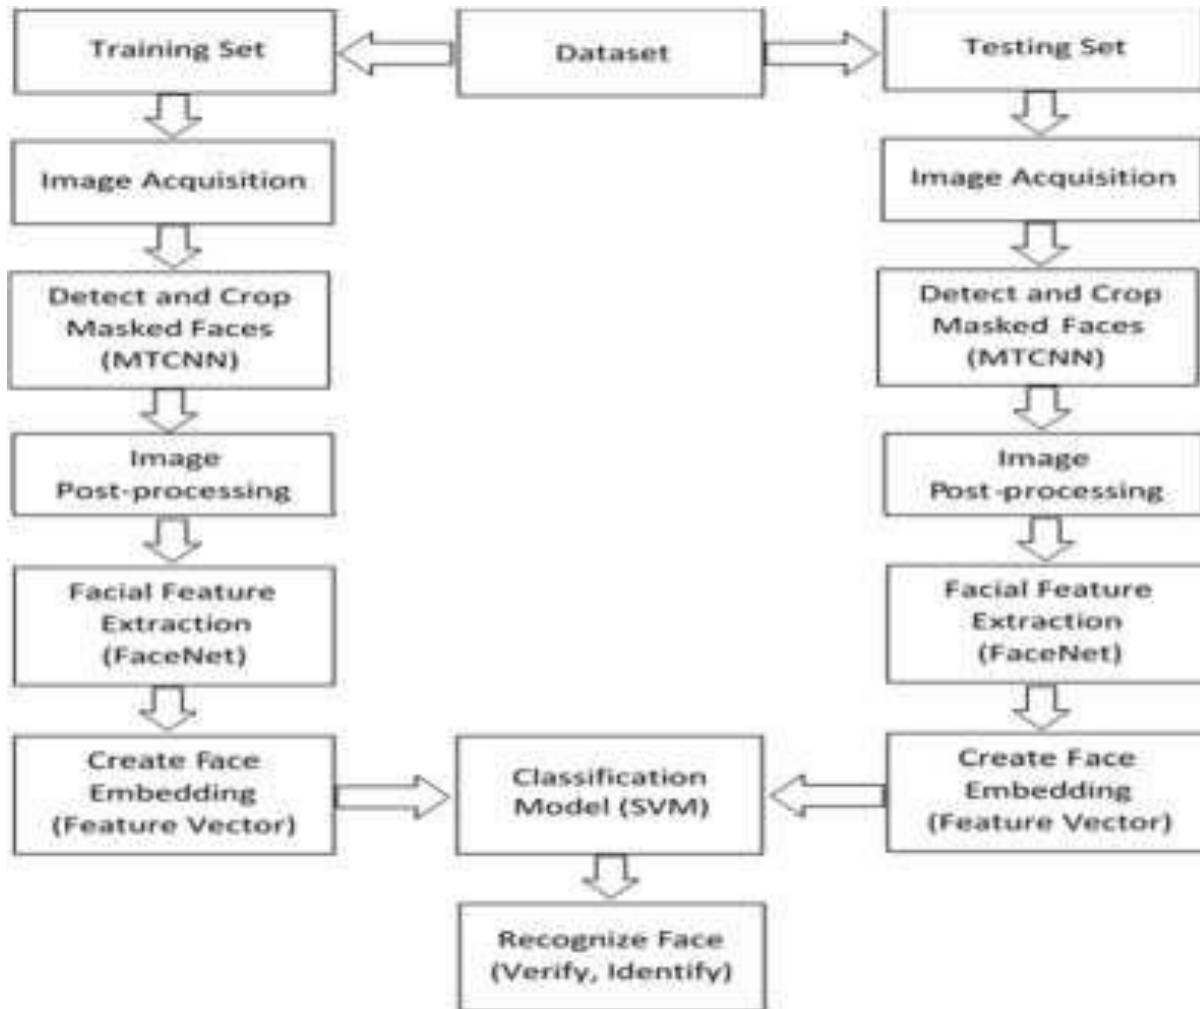 Training Set
Dataset
Testing Set
Image Acquisition
Image Acquisition
Detect and Crop
Masked Faces
(MTCNN)
Detect and Crop
Masked Faces
(MTCNN)
Image
Post-processing
Image
Post-processing
Facial Feature
Extraction
(FaceNet)
Facial Feature
Extraction
(FaceNet)
Create Face
Embedding
(Feature Vector)
Classification
Model (SVM)
Create Face
Embedding
(Feature Vector)
Recognize Face
(Verify, Identify)